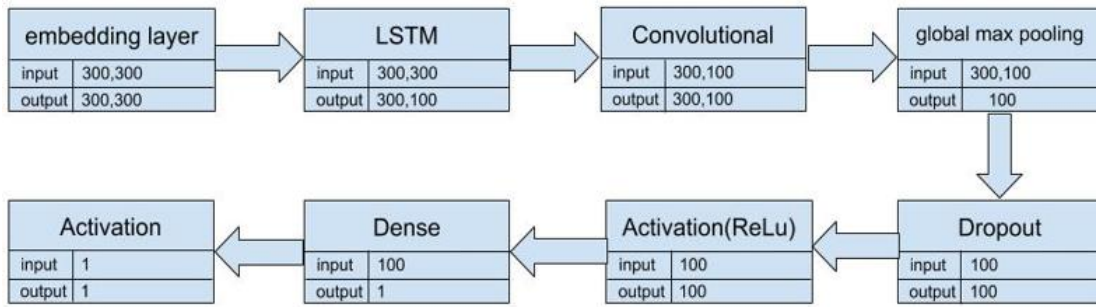 embedding layer
input 300,300
output 300,300
LSTM
input 300,300
output 300,100
Convolutional
input 300,100
output 300,100
global max pooling
input 300,100
output 100
Dropout
input 100
output 100
Activation(ReLu)
input 100
output 100
Dense
input 100
output 1
Activation
input 1
output 1